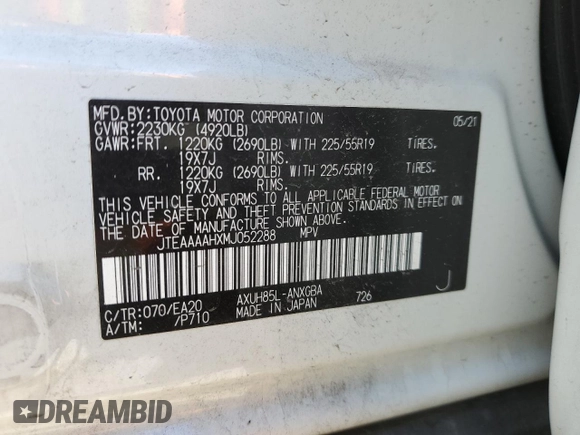 MFD.BY:TOYOTA MOTOR CORPORATION 05/21
GVWR:2230KG (4920LB)
GAWR:FRT. 1220KG (2690LB) WITH 225/55R19 TIRES.
19X7J RIMS.
RR. 1220KG (2690LB) WITH 225/55R19 TIRES.
19X7J RIMS.
THIS VEHICLE CONFORMS TO ALL APPLICABLE FEDERAL MOTOR
VEHICLE SAFETY AND THEFT PREVENTION STANDARDS IN EFFECT
ON THE DATE OF MANUFACTURE SHOWN ABOVE.
JTEAAAAHXMJ052288 MPV
J
C/TR:070/EA20 AXUH85L-ANXGBA 726
A/TM: /P710 MADE IN JAPAN
DREAMBID